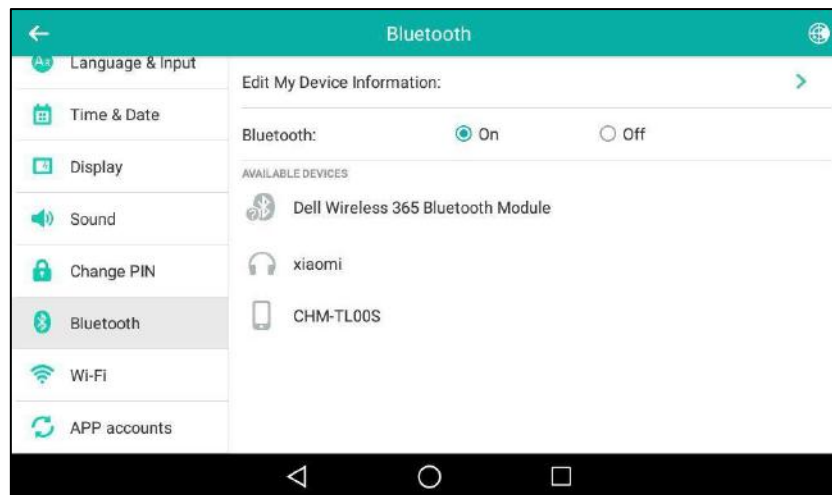 Bluetooth
Language & Input
Time & Date
Display
Sound
Change PIN
Bluetooth
Wi-Fi
APP accounts
Edit My Device Information:
Bluetooth: On Off
AVAILABLE DEVICES
Dell Wireless 365 Bluetooth Module
xiaomi
CHM-TL00S